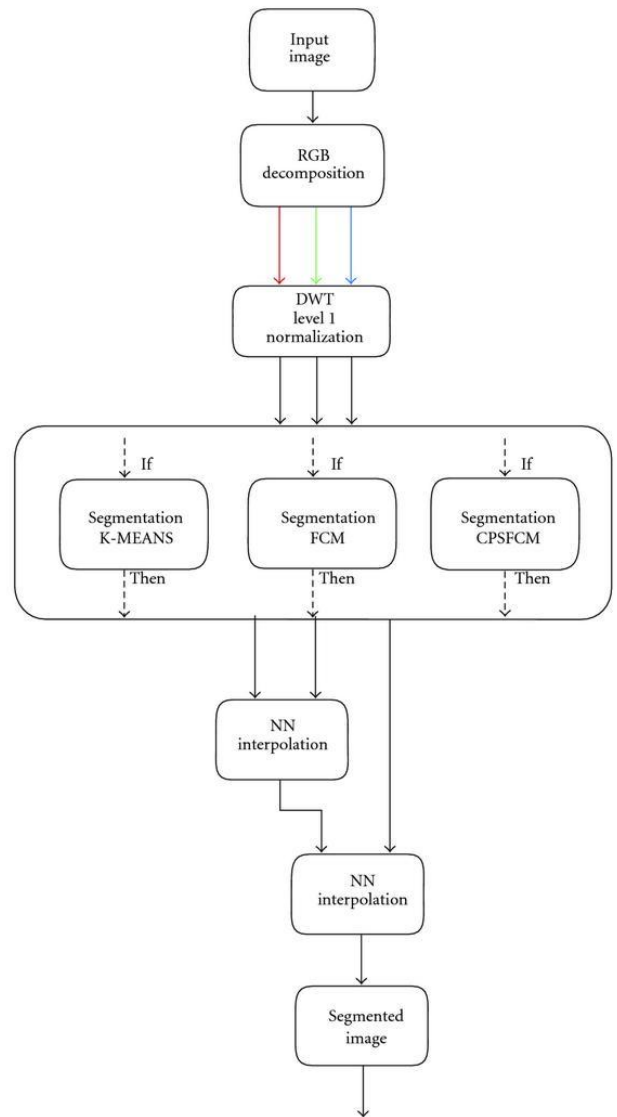 Input
image
RGB
decomposition
DWT
level 1
normalization
If
If
If
Segmentation
K-MEANS
Segmentation
FCM
Segmentation
CPSFCM
Then
Then
Then
NN
interpolation
NN
interpolation
Segmented
image